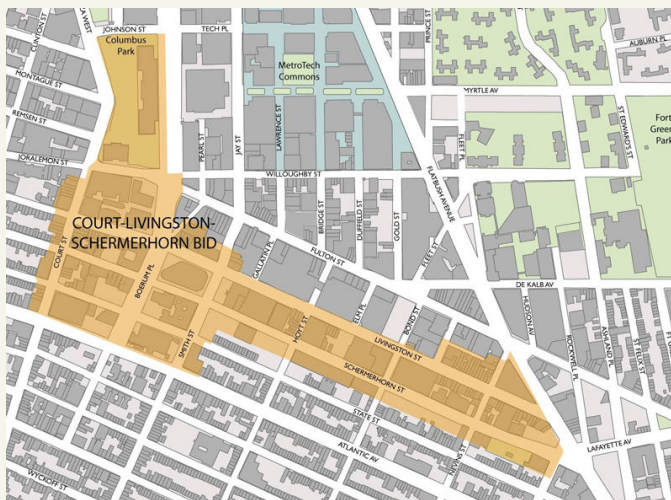 CLINTON ST
JOHNSON ST
Columbus
Park
TECH PL
PRINCE ST
AUBURN PL
MONTAGUE ST
REMSEN ST
JORALEMON ST
PEARL ST
JAY ST
MetroTech
Commons
LAWRENCE ST
MYRTLE AV
FLEET PL
ST EDWARD'S ST
Fort
Park
WILLOUGHBY ST
FLATBUSH AVENUE
BRIDGE ST
DUFFIELD ST
GOLD ST
COURT-LIVINGSTON-
SCHERMERHORN BID
COURT ST
BOERUM PL
GALLATIN PL
FULTON ST
FLEET ST
DE KALB AV
HUDSON AV
SMITH ST
HOYT ST
ELM PL
BOND ST
LIVINGSTON ST
SCHERMERHORN ST
ROCKWELL PL
ASHLAND PL
ST FELIX ST
STATE ST
ATLANTIC AV
NEVINS ST
LAFAYETTE AV
WYCKOFF ST